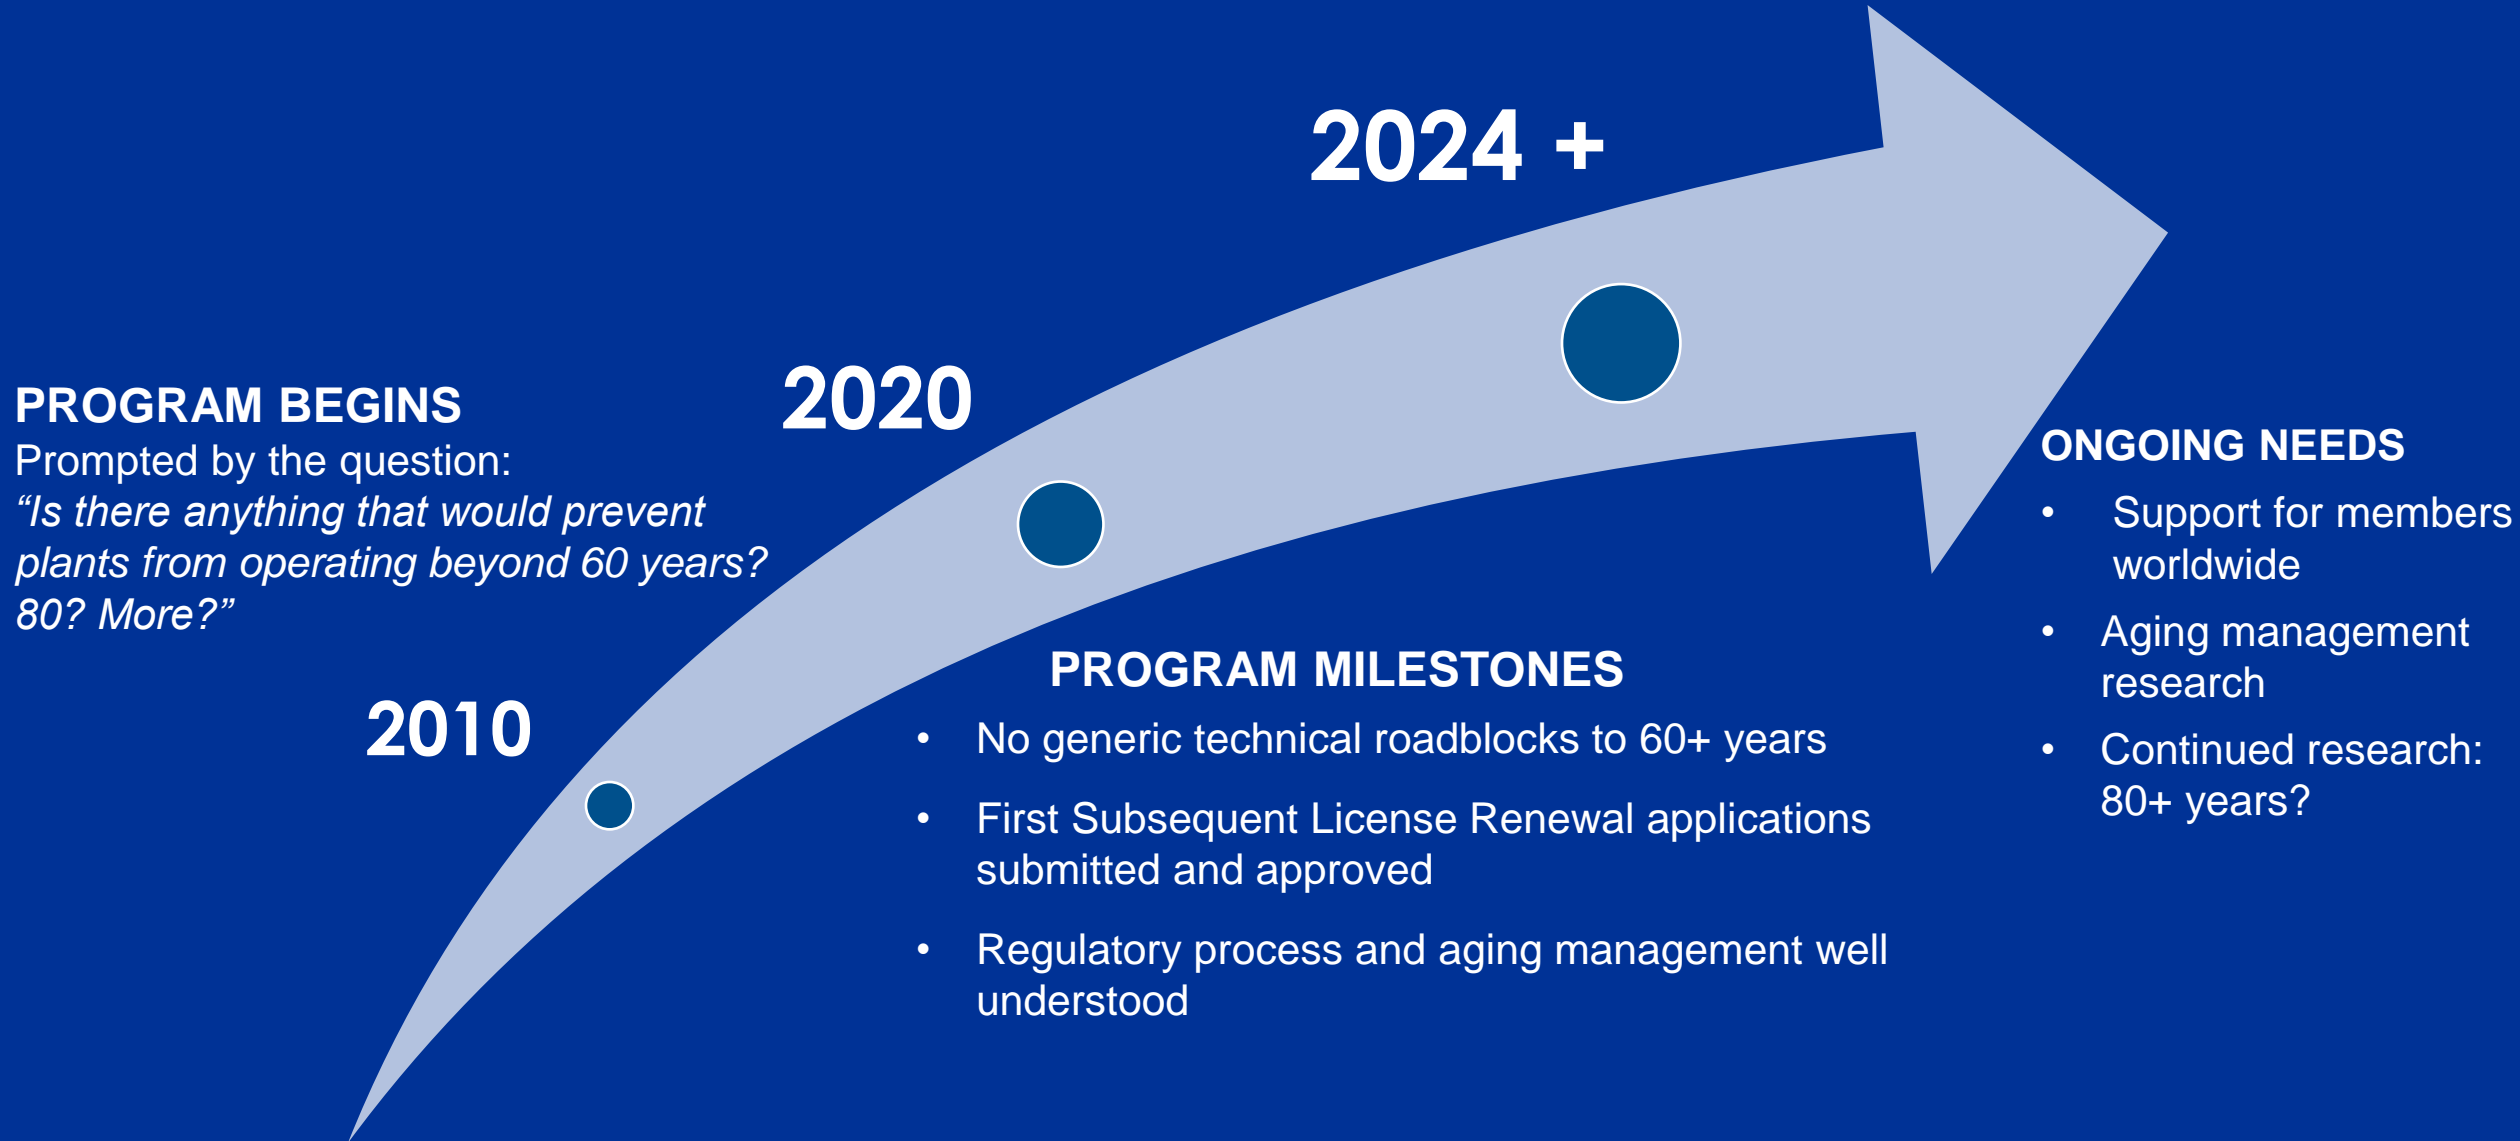 2010
PROGRAM BEGINS
Prompted by the question:
“Is there anything that would prevent
plants from operating beyond 60 years?
80? More?”
2020
PROGRAM MILESTONES
• No generic technical roadblocks to 60+ years
• First Subsequent License Renewal applications
submitted and approved
• Regulatory process and aging management well
understood
2024 +
ONGOING NEEDS
• Support for members
worldwide
• Aging management
research
• Continued research:
80+ years?